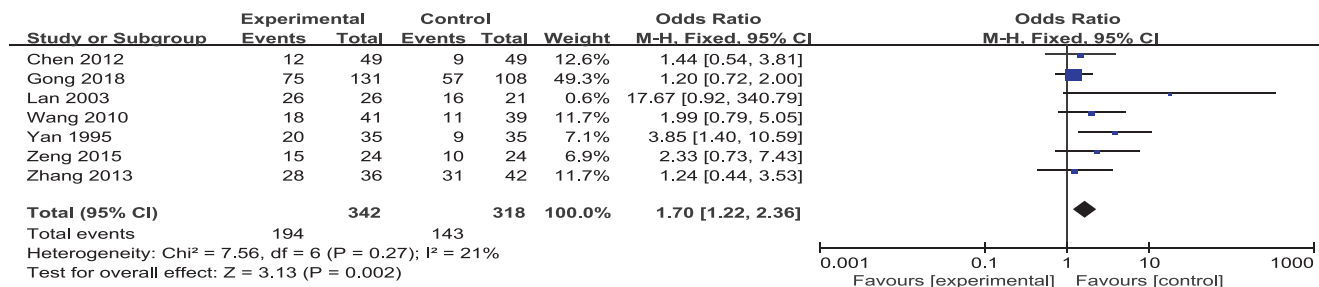 Experimental Control Odds Ratio Odds Ratio
Study or Subgroup Events Total Events Total Weight M-H, Fixed, 95% CI M-H, Fixed, 95% CI
Chen 2012 12 49 9 49 12.6% 1.44 [0.54, 3.81]
Gong 2018 75 131 57 108 49.3% 1.20 [0.72, 2.00]
Lan 2003 26 26 16 21 0.6% 17.67 [0.92, 340.79]
Wang 2010 18 41 11 39 11.7% 1.99 [0.79, 5.05]
Yan 1995 20 35 9 35 7.1% 3.85 [1.40, 10.59]
Zeng 2015 15 24 10 24 6.9% 2.33 [0.73, 7.43]
Zhang 2013 28 36 31 42 11.7% 1.24 [0.44, 3.53]
Total (95% CI) 342 318 100.0% 1.70 [1.22, 2.36]
Total events 194 143
Heterogeneity: Chi² = 7.56, df = 6 (P = 0.27); I² = 21%
Test for overall effect: Z = 3.13 (P = 0.002)
0.001 0.1 1 10 1000
Favours [experimental] Favours [control]